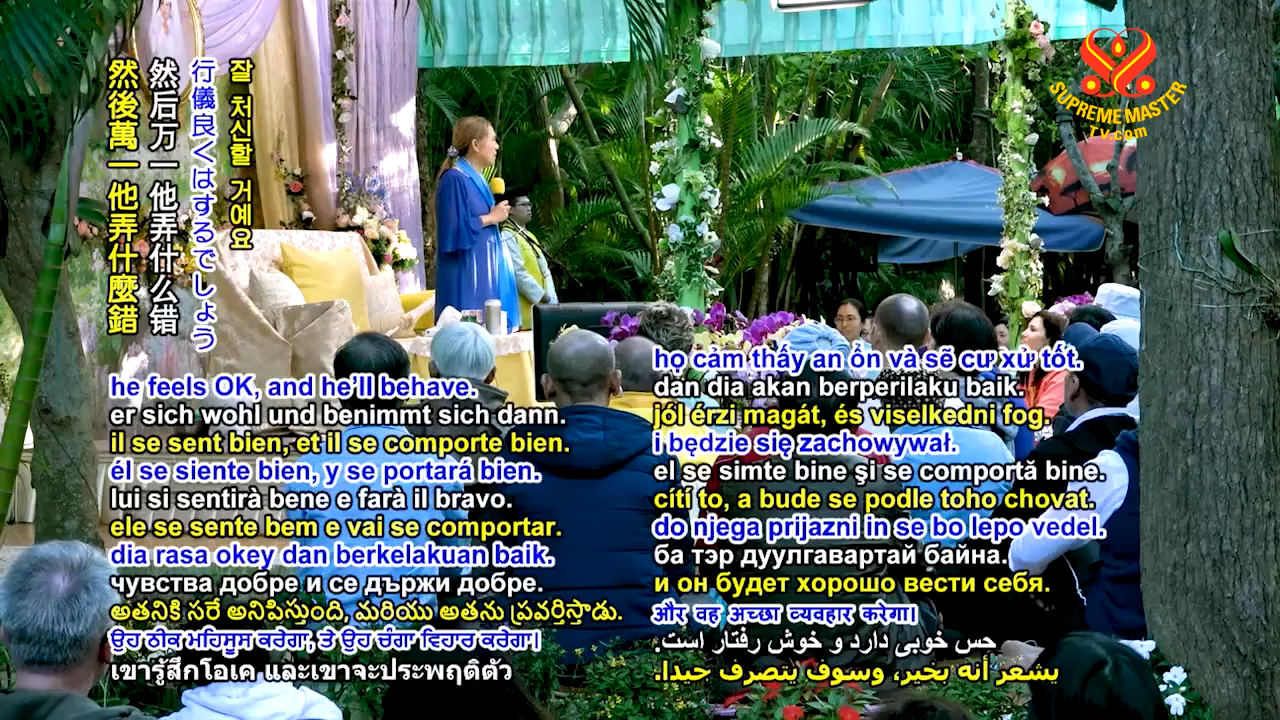 잘 처신할 거예요
行儀良くはするでしょう
然后万一他弄什么错
然後萬一他弄什麼錯
SUPREME MASTER
TV.com
he feels OK, and he'll behave.
er sich wohl und benimmt sich dann.
il se sent bien, et il se comporte bien.
él se siente bien, y se portará bien.
lui si sentirà bene e farà il bravo.
ele se sente bem e vai se comportar.
dia rasa okey dan berkelakuan baik.
чувства добре и се държи добре.
అతనికి సరే అనిపిస్తుంది, మరియు అతను ప్రవర్తిస్తాడు.
ਉਹ ਠੀਕ ਮਹਿਸੂਸ ਕਰੇਗਾ, ਤੇ ਉਹ ਚੰਗਾ ਵਿਹਾਰ ਕਰੇਗਾ।
เขารู้สึกโอเค และเขาจะประพฤติตัว
họ cảm thấy an ổn và sẽ cư xử tốt.
dan dia akan berperilaku baik.
jól érzi magát, és viselkedni fog.
i będzie się zachowywał.
el se simte bine şi se comportă bine.
cítí to, a bude se podle toho chovat.
do njega prijazni in se bo lepo vedel.
ба тэр дуулгавартай байна.
и он будет хорошо вести себя.
और वह अच्छा व्यवहार करेगा।
حس خوبی دارد و خوش رفتار است.
يشعر أنه بخير، وسوف يتصرف جيدا.